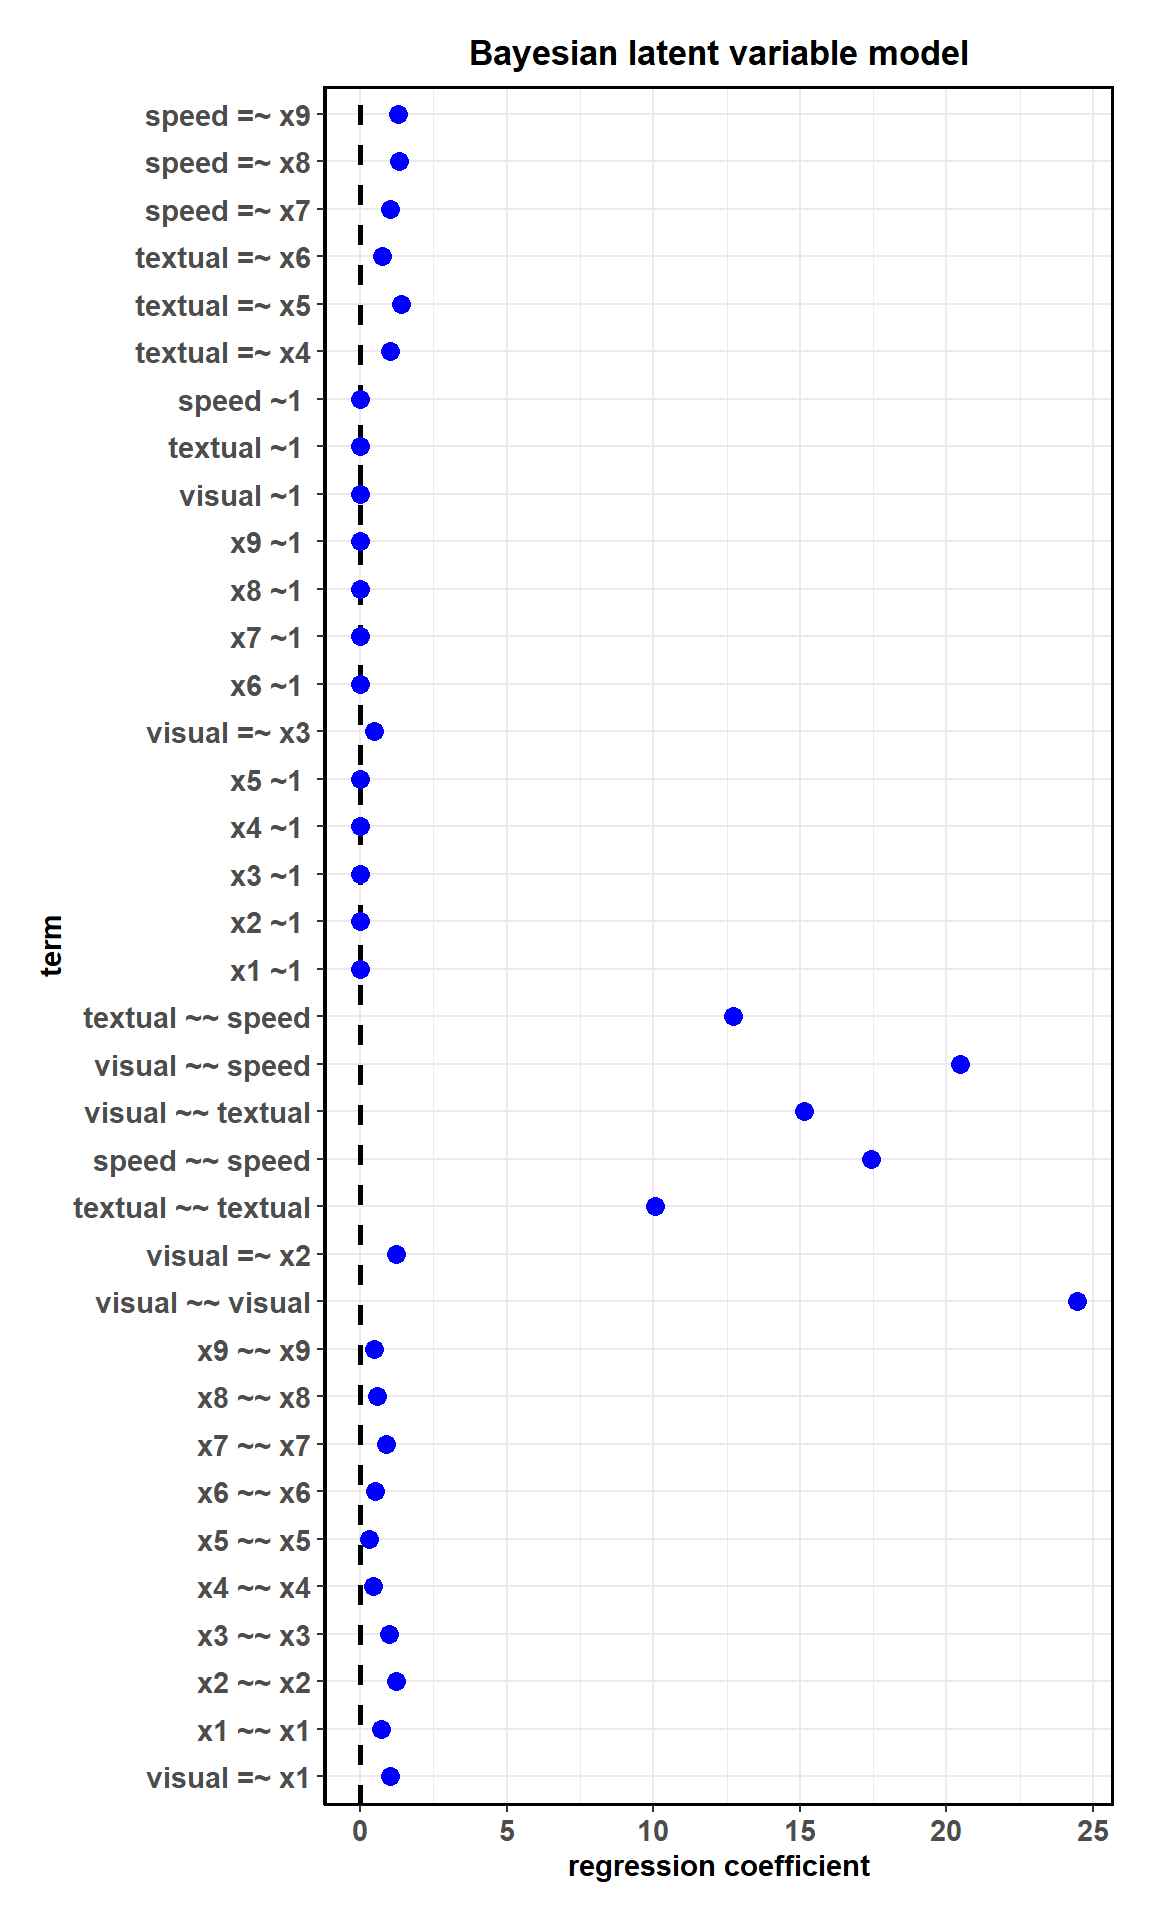 Bayesian latent variable model
speed =~ x9
speed =~ x8
speed =~ x7
textual =~ x6
textual =~ x5
textual =~ x4
speed ~1
textual ~1
visual ~1
x9 ~1
x8 ~1
x7 ~1
x6 ~1
visual =~ x3
x5 ~1
x4 ~1
x3 ~1
x2 ~1
x1 ~1
textual ~~ speed
visual ~~ speed
visual ~~ textual
speed ~~ speed
textual ~~ textual
visual =~ x2
visual ~~ visual
x9 ~~ x9
x8 ~~ x8
x7 ~~ x7
x6 ~~ x6
x5 ~~ x5
x4 ~~ x4
x3 ~~ x3
x2 ~~ x2
x1 ~~ x1
visual =~ x1
term
0 5 10 15 20 25
regression coefficient